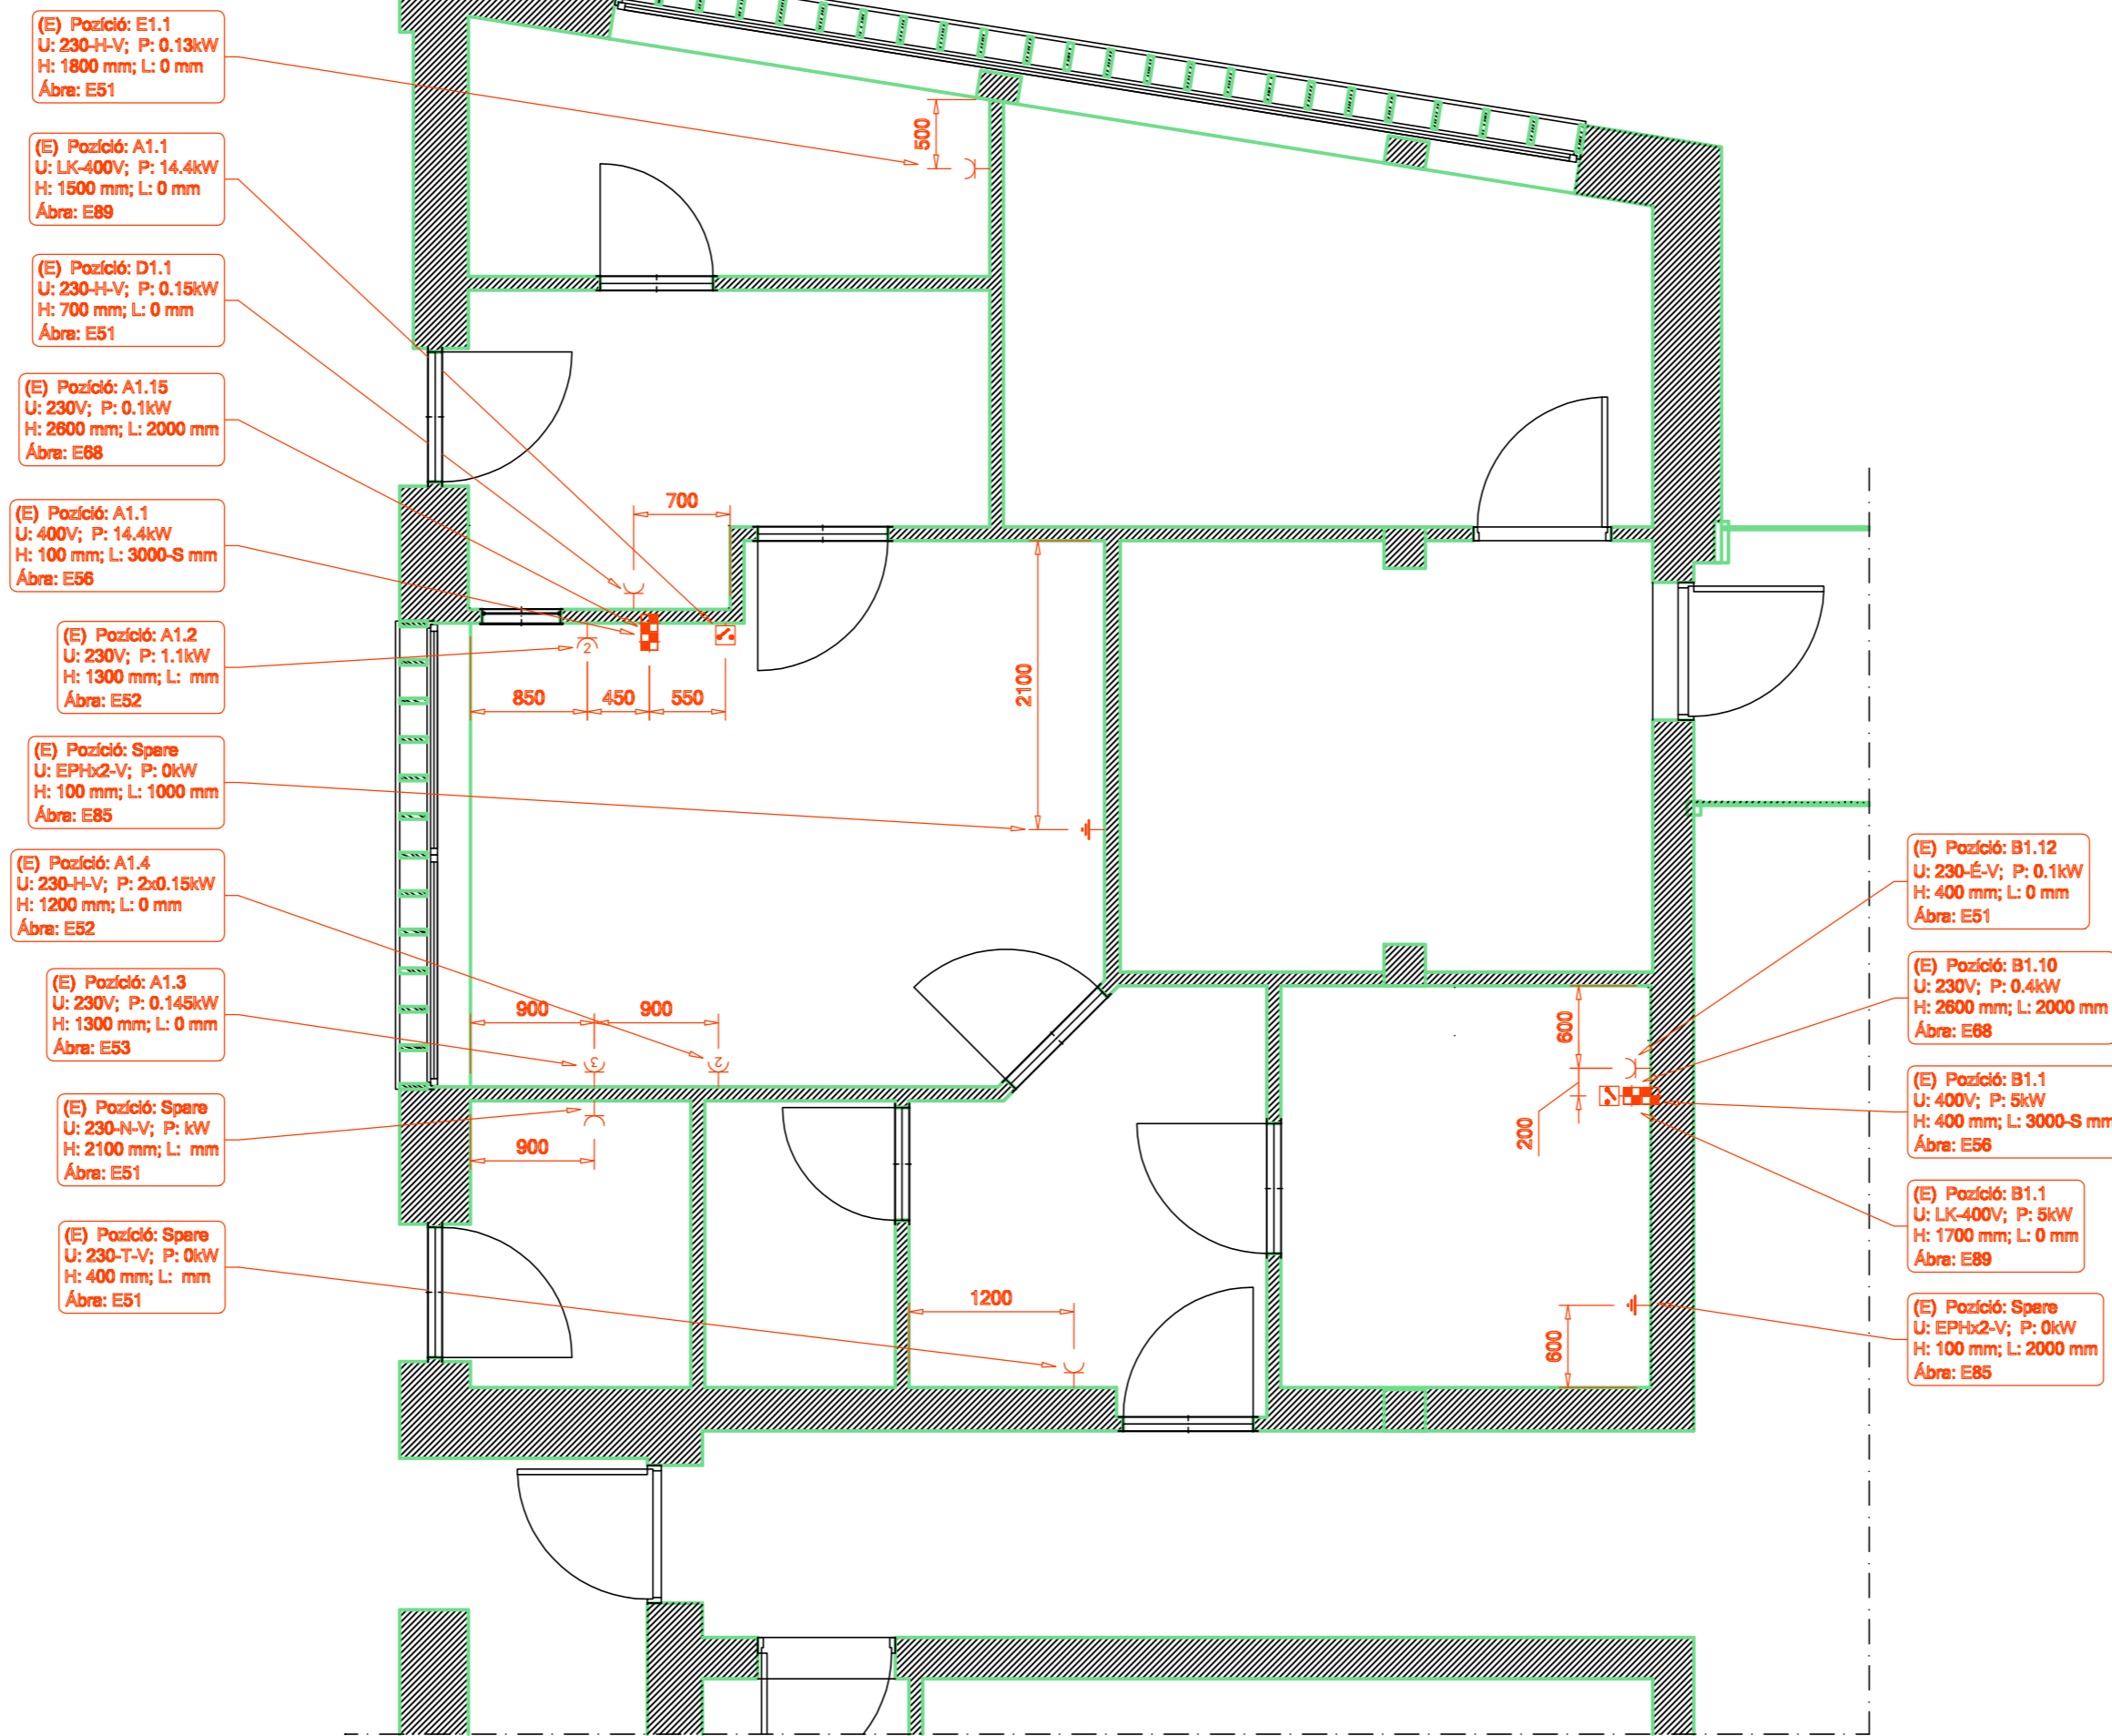 (E) Pozíció: E1.1
U: 230-H-V; P: 0.13kW
H: 1800 mm; L: 0 mm
Ábra: E51
(E) Pozíció: A1.1
U: LK-400V; P: 14.4kW
H: 1500 mm; L: 0 mm
Ábra: E89
(E) Pozíció: D1.1
U: 230-H-V; P: 0.15kW
H: 700 mm; L: 0 mm
Ábra: E51
(E) Pozíció: A1.15
U: 230V; P: 0.1kW
H: 2600 mm; L: 2000 mm
Ábra: E68
(E) Pozíció: A1.1
U: 400V; P: 14.4kW
H: 100 mm; L: 3000-S mm
Ábra: E56
(E) Pozíció: A1.2
U: 230V; P: 1.1kW
H: 1300 mm; L: mm
Ábra: E52
(E) Pozíció: Spare
U: EPHx2-V; P: 0kW
H: 100 mm; L: 1000 mm
Ábra: E85
(E) Pozíció: A1.4
U: 230-H-V; P: 2x0.15kW
H: 1200 mm; L: 0 mm
Ábra: E52
(E) Pozíció: A1.3
U: 230V; P: 0.145kW
H: 1300 mm; L: 0 mm
Ábra: E53
(E) Pozíció: Spare
U: 230-N-V; P: kW
H: 2100 mm; L: mm
Ábra: E51
(E) Pozíció: Spare
U: 230-T-V; P: 0kW
H: 400 mm; L: mm
Ábra: E51
500
700
2
850
450
550
2100
900
900
3
2
900
1200
600
200
600
(E) Pozíció: B1.12
U: 230-É-V; P: 0.1kW
H: 400 mm; L: 0 mm
Ábra: E51
(E) Pozíció: B1.10
U: 230V; P: 0.4kW
H: 2600 mm; L: 2000 mm
Ábra: E68
(E) Pozíció: B1.1
U: 400V; P: 5kW
H: 400 mm; L: 3000-S mm
Ábra: E56
(E) Pozíció: B1.1
U: LK-400V; P: 5kW
H: 1700 mm; L: 0 mm
Ábra: E89
(E) Pozíció: Spare
U: EPHx2-V; P: 0kW
H: 100 mm; L: 2000 mm
Ábra: E85